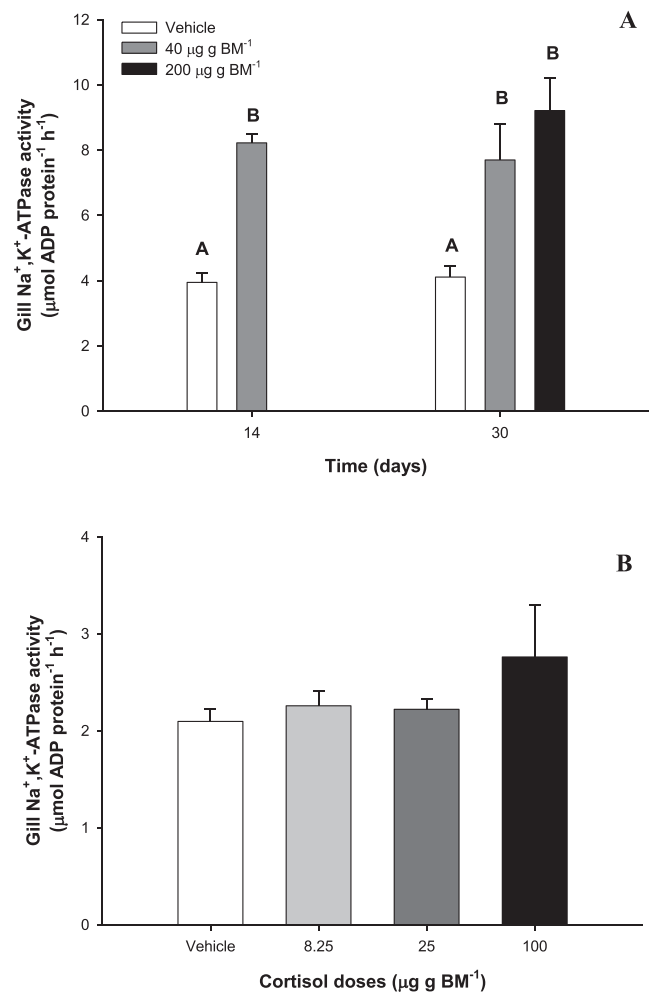 12
A
Vehicle
40 μg g BM⁻¹
200 μg g BM⁻¹
10
8
6
4
2
0
Gill Na⁺,K⁺-ATPase activity
(μmol ADP protein⁻¹ h⁻¹)
A
B
A
B
B
14
30
Time (days)
4
B
3
2
1
0
Gill Na⁺,K⁺-ATPase activity
(μmol ADP protein⁻¹ h⁻¹)
Vehicle
8.25
25
100
Cortisol doses (μg g BM⁻¹)